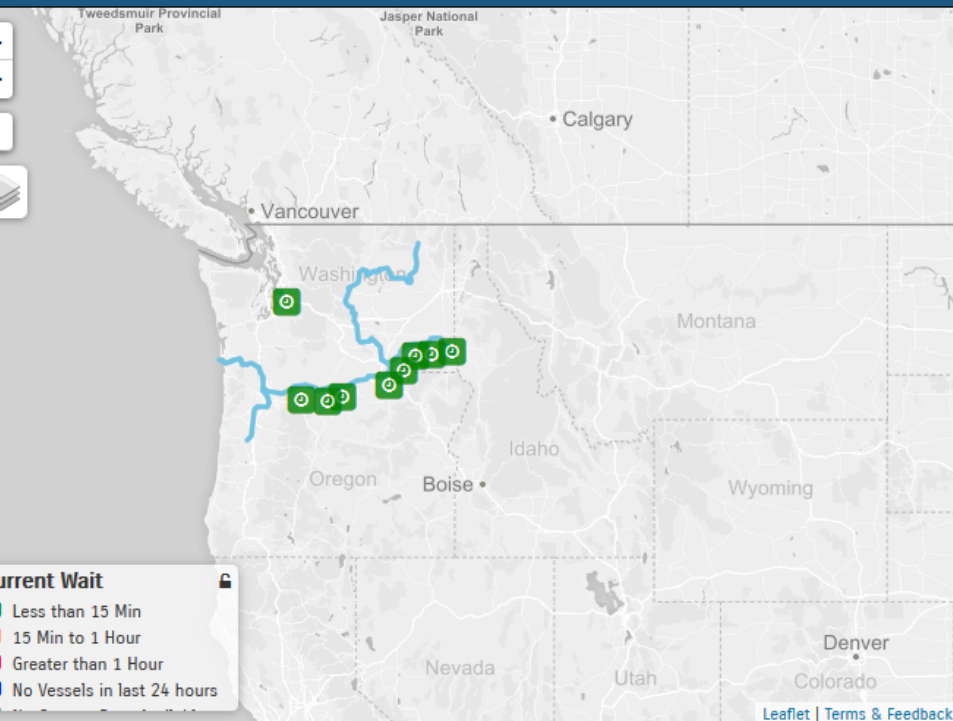 Tweedsmuir Provincial
Park
Jasper National
Park
Calgary
Vancouver
Washington
Montana
Idaho
Oregon
Boise
Wyoming
urrent Wait
Less than 15 Min
15 Min to 1 Hour
Greater than 1 Hour
No Vessels in last 24 hours
Nevada
Utah
Denver
Colorado
Leaflet | Terms & Feedback